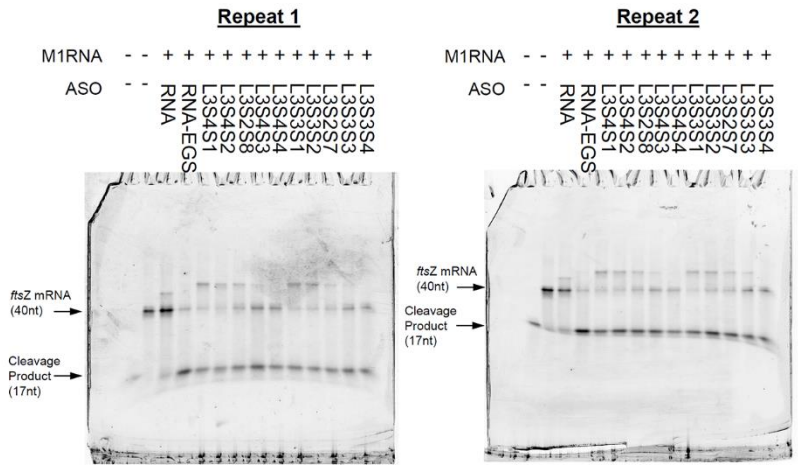 Repeat 1
M1RNA - - + + + + + + + + + + + +
ASO - - RNA RNA-EGS L3S4S1 L3S4S2 L3S2S8 L3S4S3 L3S4S4 L3S3S1 L3S3S2 L3S2S7 L3S3S3 L3S3S4
ftsZ mRNA
(40nt)
Cleavage
Product
(17nt)
Repeat 2
M1RNA - - + + + + + + + + + + + +
ASO - - RNA RNA-EGS L3S4S1 L3S4S2 L3S2S8 L3S4S3 L3S4S4 L3S3S1 L3S3S2 L3S2S7 L3S3S3 L3S3S4
ftsZ mRNA
(40nt)
Cleavage
Product
(17nt)